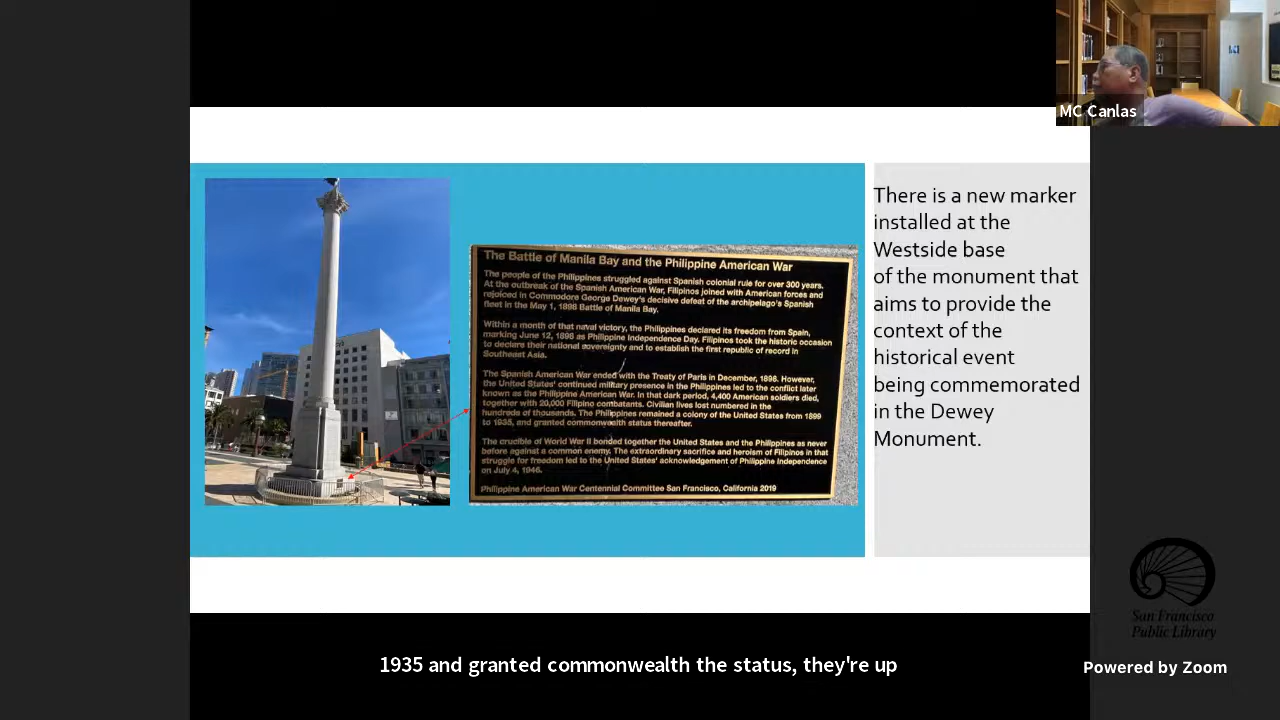 MC Canlas
The Battle of Manila Bay and the Philippine American War
The people of the Philippines struggled against Spanish colonial rule for over 300 years.
At the outbreak of the Spanish American War, Filipinos joined with American forces and
rejoiced in Commodore George Dewey's decisive defeat of the archipelago's Spanish
fleet in the May 1, 1898 Battle of Manila Bay.
Within a month of that naval victory, the Philippines declared its freedom from Spain,
marking June 12, 1898 as Philippine Independence Day. Filipinos took the historic occasion
to declare their national sovereignty and to establish the first republic of record in
Southeast Asia.
The Spanish American War ended with the Treaty of Paris in December, 1898. However,
the United States' continued military presence in the Philippines led to the conflict later
known as the Philippine American War. In that dark period, 4,400 American soldiers died,
together with 20,000 Filipino combatants. Civilian lives lost numbered in the
hundreds of thousands. The Philippines remained a colony of the United States from 1899
to 1935, and granted commonwealth status thereafter.
The crucible of World War II bonded together the United States and the Philippines as never
before against a common enemy. The extraordinary sacrifice and heroism of Filipinos in that
struggle for freedom led to the United States' acknowledgement of Philippine Independence
on July 4, 1946.
Philippine American War Centennial Committee San Francisco, California 2019
There is a new marker
installed at the
Westside base
of the monument that
aims to provide the
context of the
historical event
being commemorated
in the Dewey
Monument.
San Francisco
Public Library
1935 and granted commonwealth the status, they're up
Powered by Zoom